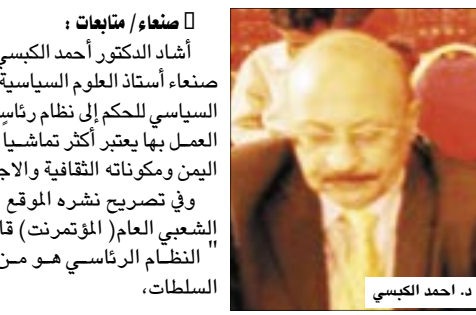 صنعاء/ متابعات :
أشاد الدكتور أحمد الكبسي
صنعاء أستاذ العلوم السياسية
السياسي للحكم إلى نظام رئاسي
العمل بها يعتبر أكثر تماشيا
اليمن ومكوناته الثقافية والاج
وفي تصريح نشره الموقع
الشعبي العام( المؤتمرنت) قا
" النظام الرئاسي هو من
السلطات،
د. احمد الكبسي